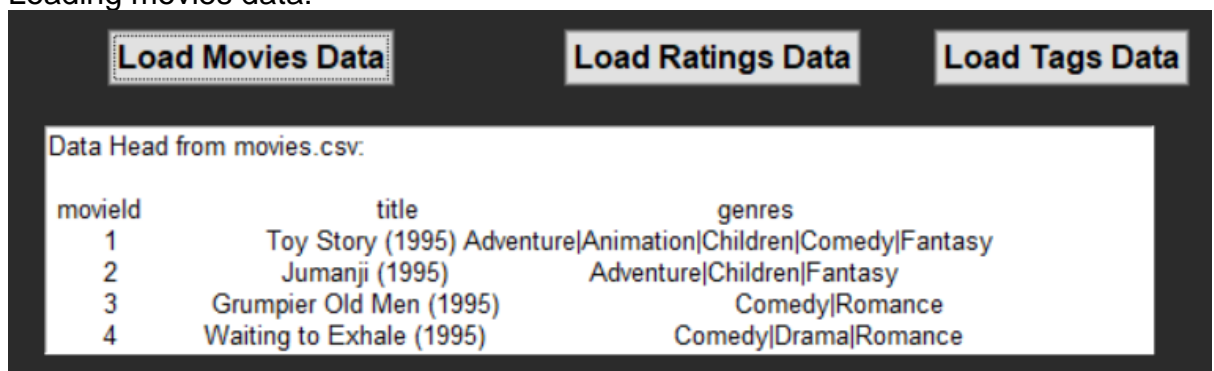 Loading movies data:
Load Movies Data Load Ratings Data Load Tags Data
Data Head from movies.csv:
movieId title genres
1 Toy Story (1995) Adventure|Animation|Children|Comedy|Fantasy
2 Jumanji (1995) Adventure|Children|Fantasy
3 Grumpier Old Men (1995) Comedy|Romance
4 Waiting to Exhale (1995) Comedy|Drama|Romance